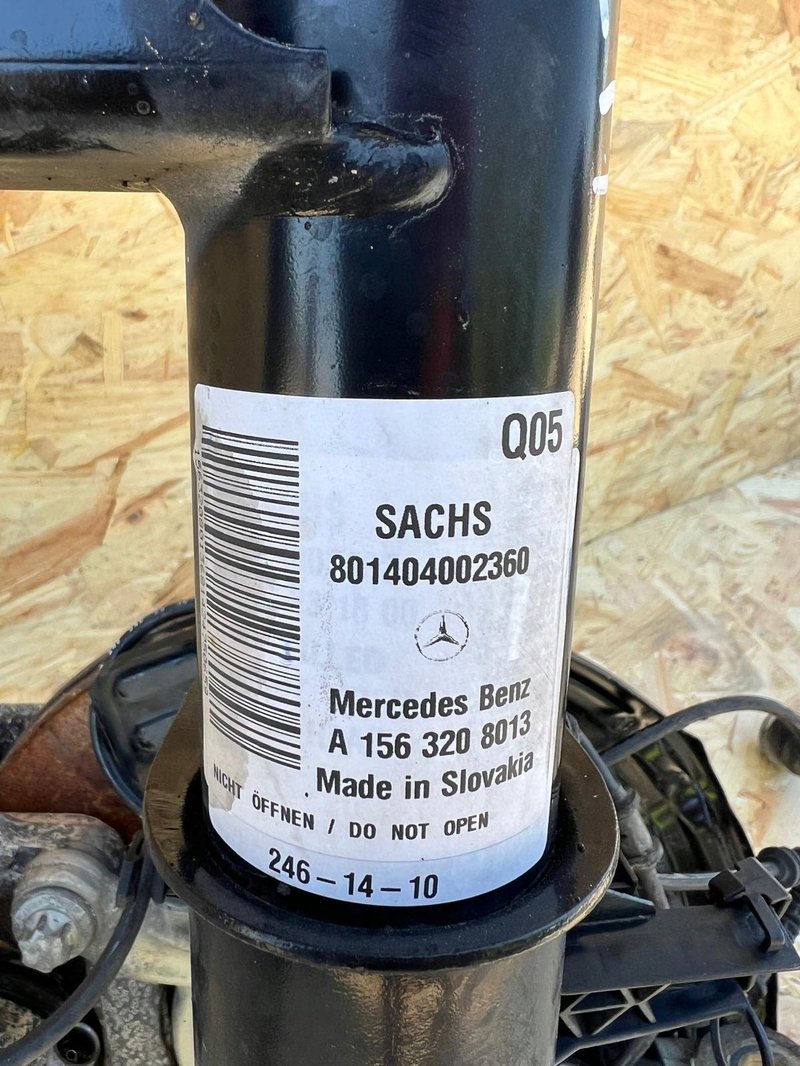 Q05
SACHS
801404002360
Mercedes Benz
A 156 320 8013
Made in Slovakia
NICHT ÖFFNEN / DO NOT OPEN
246-14-10